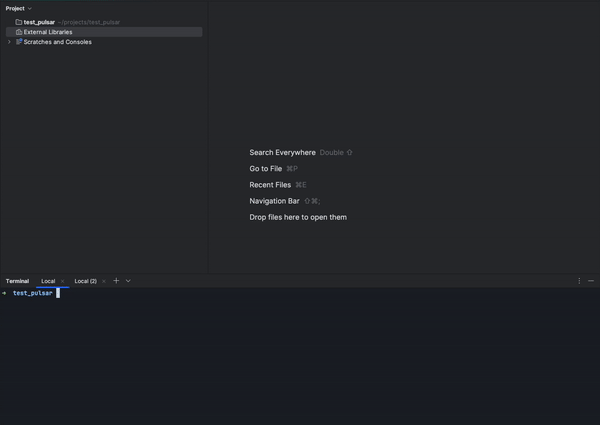 Project
test_pulsar ~/projects/test_pulsar
External Libraries
Scratches and Consoles
Search Everywhere Double ⇧
Go to File ⌘P
Recent Files ⌘E
Navigation Bar ⇧⌘;
Drop files here to open them
Terminal Local × Local (2) ×
➜ test_pulsar